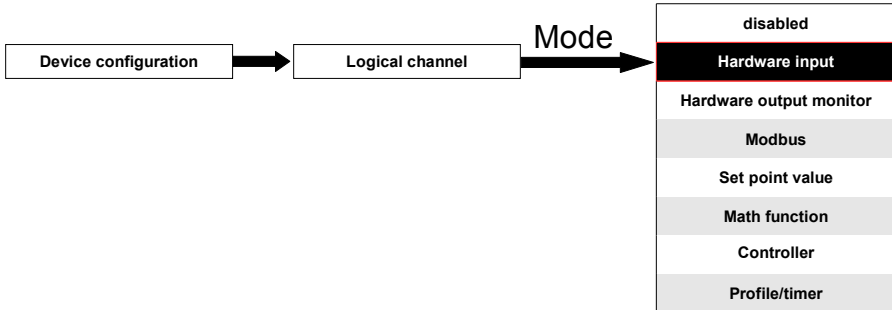 Device configuration
Logical channel
Mode
disabled
Hardware input
Hardware output monitor
Modbus
Set point value
Math function
Controller
Profile/timer